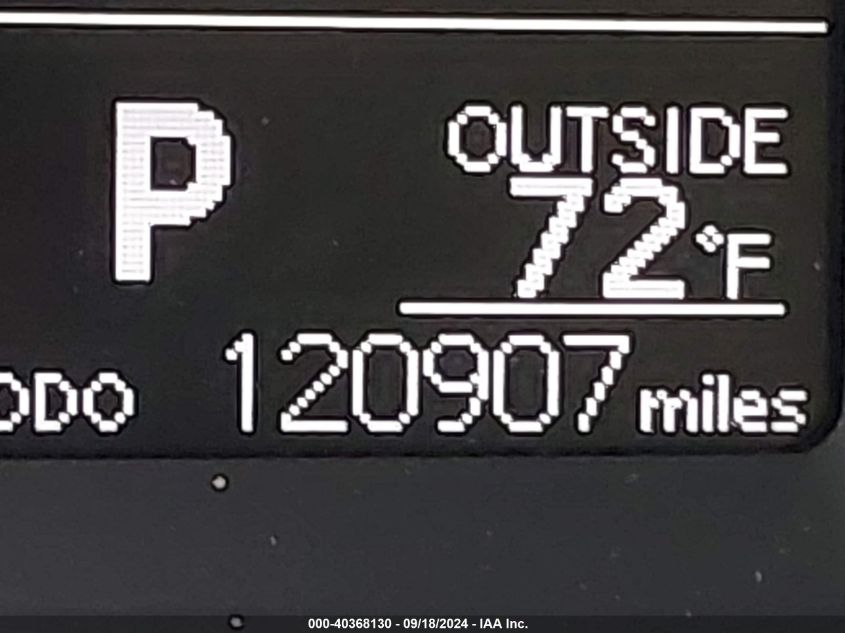 P
OUTSIDE
72°F
ODO 120907 miles
000-40368130 - 09/18/2024 - IAA Inc.